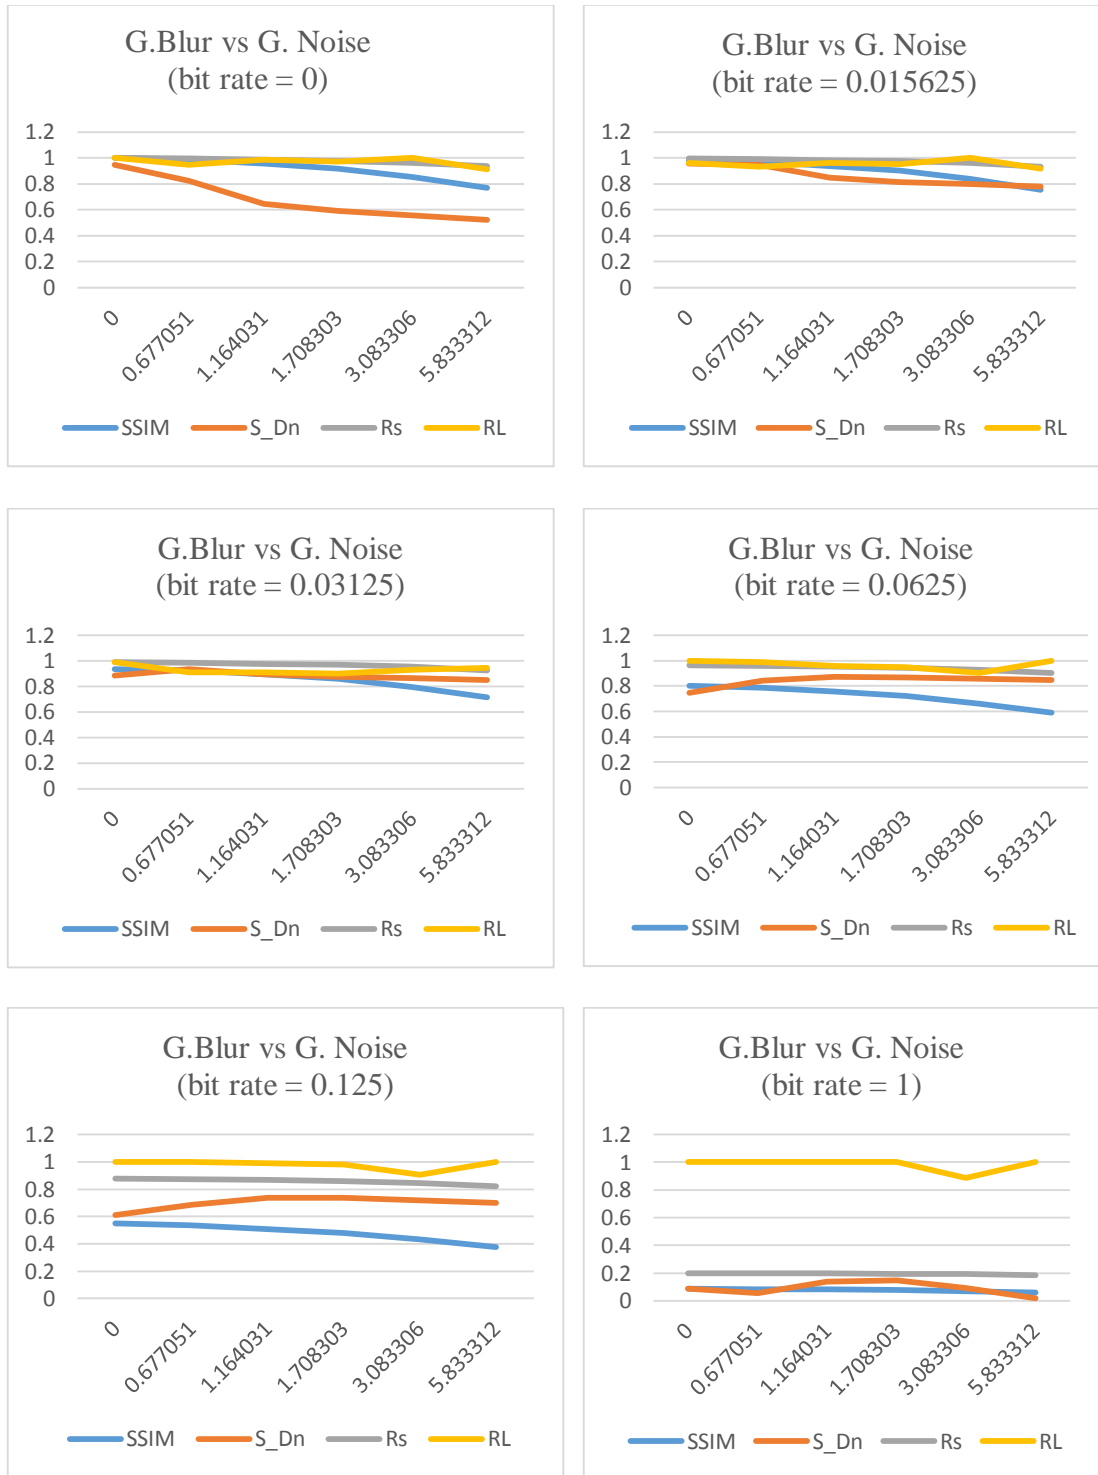 G.Blur vs G. Noise
(bit rate = 0)
1.2
1
0.8
0.6
0.4
0.2
0
0 0.677051 1.164031 1.708303 3.083306 5.833312
SSIM S_Dn Rs RL
G.Blur vs G. Noise
(bit rate = 0.015625)
1.2
1
0.8
0.6
0.4
0.2
0
0 0.677051 1.164031 1.708303 3.083306 5.833312
SSIM S_Dn Rs RL
G.Blur vs G. Noise
(bit rate = 0.03125)
1.2
1
0.8
0.6
0.4
0.2
0
0 0.677051 1.164031 1.708303 3.083306 5.833312
SSIM S_Dn Rs RL
G.Blur vs G. Noise
(bit rate = 0.0625)
1.2
1
0.8
0.6
0.4
0.2
0
0 0.677051 1.164031 1.708303 3.083306 5.833312
SSIM S_Dn Rs RL
G.Blur vs G. Noise
(bit rate = 0.125)
1.2
1
0.8
0.6
0.4
0.2
0
0 0.677051 1.164031 1.708303 3.083306 5.833312
SSIM S_Dn Rs RL
G.Blur vs G. Noise
(bit rate = 1)
1.2
1
0.8
0.6
0.4
0.2
0
0 0.677051 1.164031 1.708303 3.083306 5.833312
SSIM S_Dn Rs RL